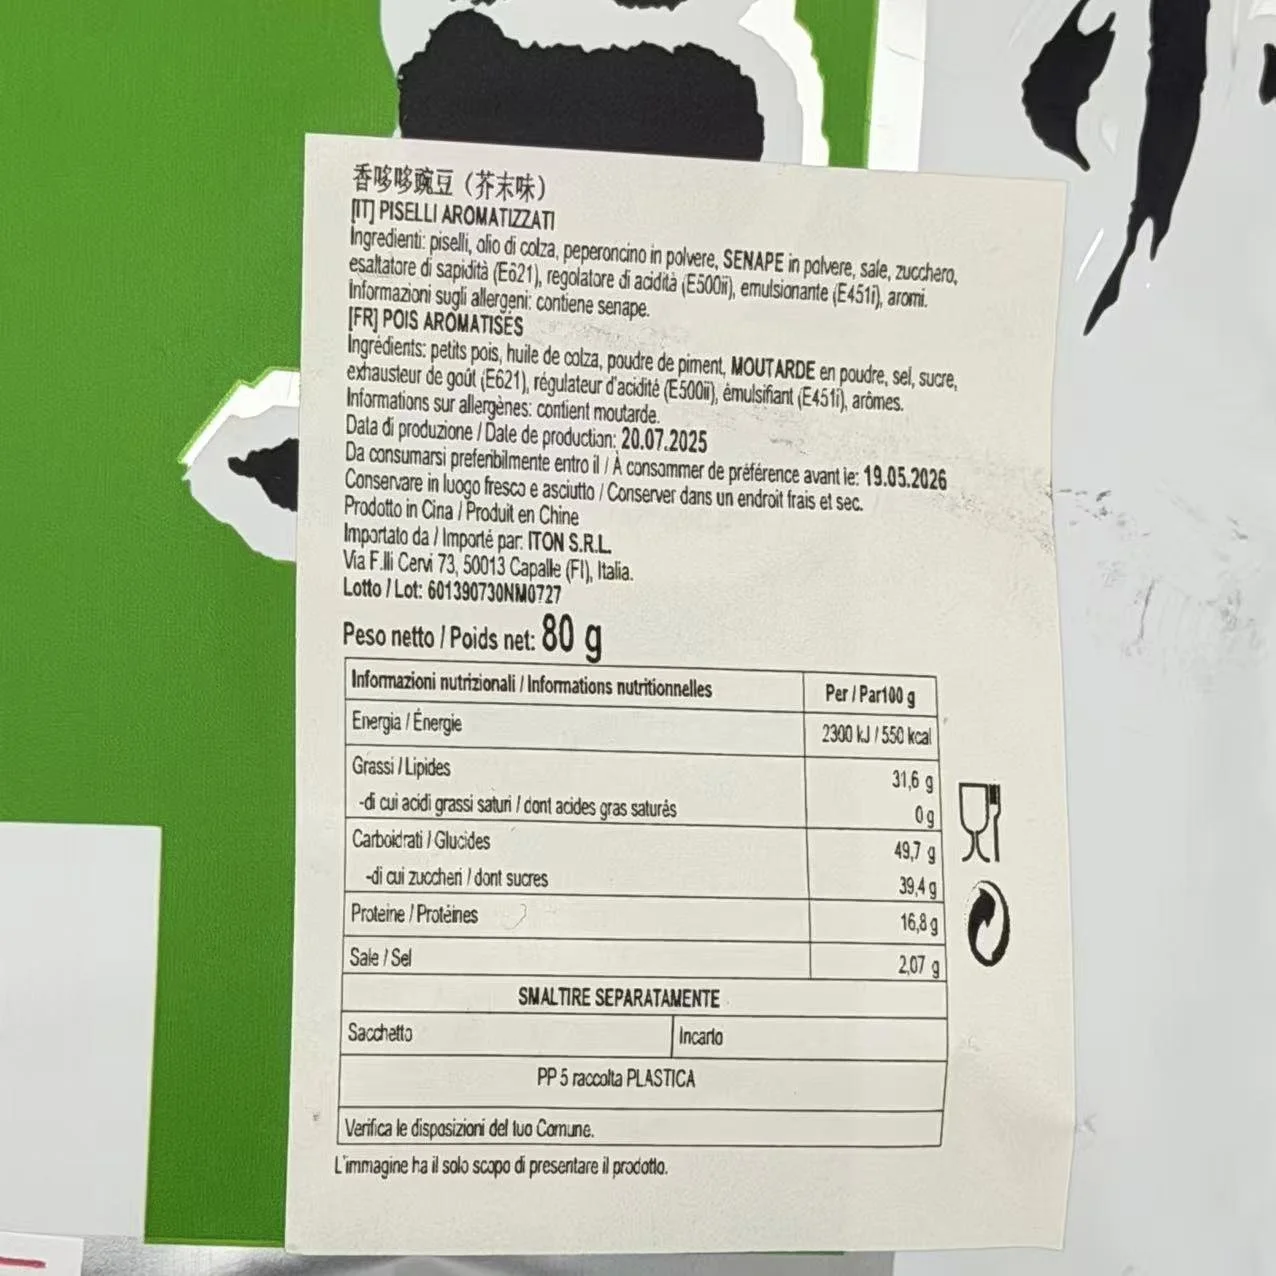 香哆哆豌豆（芥末味）
[IT] PISELLI AROMATIZZATI
Ingredienti: piselli, olio di colza, peperoncino in polvere, SENAPE in polvere, sale, zucchero,
esaltatore di sapidità (E621), regolatore di acidità (E500ii), emulsionante (E451i), aromi.
Informazioni sugli allergeni: contiene senape.
[FR] POIS AROMATISÉS
Ingrédients: petits pois, huile de colza, poudre de piment, MOUTARDE en poudre, sel, sucre,
exhausteur de goût (E621), régulateur d'acidité (E500ii), émulsifiant (E451i), arômes.
Informations sur allergènes: contient moutarde.
Data di produzione / Date de production: 20.07.2025
Da consumarsi preferibilmente entro il / À consommer de préférence avant le: 19.05.2026
Conservare in luogo fresco e asciutto / Conserver dans un endroit frais et sec.
Prodotto in Cina / Produit en Chine
Importato da / Importé par: ITON S.R.L.
Via F.lli Cervi 73, 50013 Capalle (FI), Italia.
Lotto / Lot: 601390730NM0727
Peso netto / Poids net: 80 g
Informazioni nutrizionali / Informations nutritionnelles Per / Par100 g
Energia / Énergie 2300 kJ / 550 kcal
Grassi / Lipides 31,6 g
-di cui acidi grassi saturi / dont acides gras saturés 0 g
Carboidrati / Glucides 49,7 g
-di cui zuccheri / dont sucres 39,4 g
Proteine / Protéines 16,8 g
Sale / Sel 2,07 g
SMALTIRE SEPARATAMENTE
Sacchetto Incarto
PP 5 raccolta PLASTICA
Verifica le disposizioni del tuo Comune.
L'immagine ha il solo scopo di presentare il prodotto.